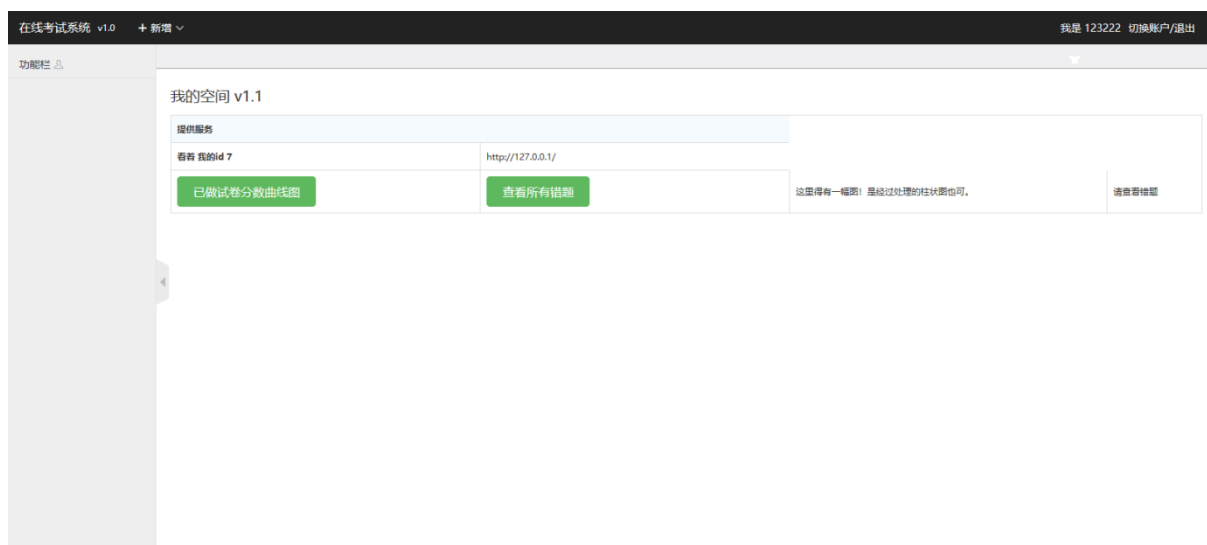 在线考试系统 v1.0 + 新增 我是 123222 切换账户/退出
功能栏
我的空间 v1.1
提供服务
看着 我的id 7 http://127.0.0.1/
已做试卷分数曲线图 查看所有错题 这里得有一幅图！是经过处理的柱状图也可。 请查看错题